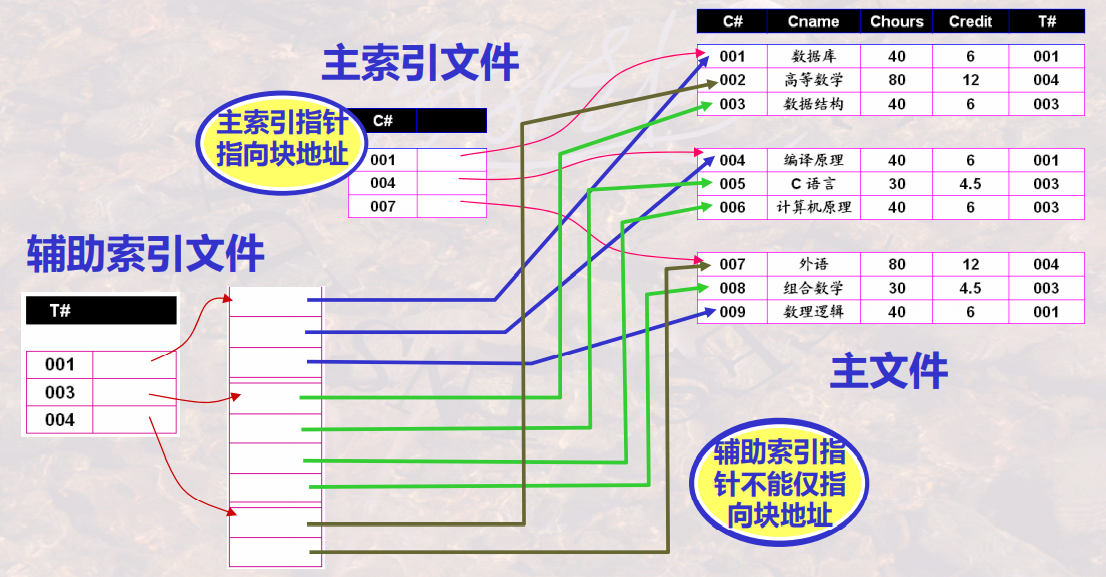 C# Cname Chours Credit T#
001 数据库 40 6 001
002 高等数学 80 12 004
003 数据结构 40 6 003
004 编译原理 40 6 001
005 C 语言 30 4.5 003
006 计算机原理 40 6 003
007 外语 80 12 004
008 组合数学 30 4.5 003
009 数理逻辑 40 6 001
主文件
主索引文件
主索引指针
指向块地址
C#
001
004
007
辅助索引文件
T#
001
003
004
辅助索引指
针不能仅指
向块地址